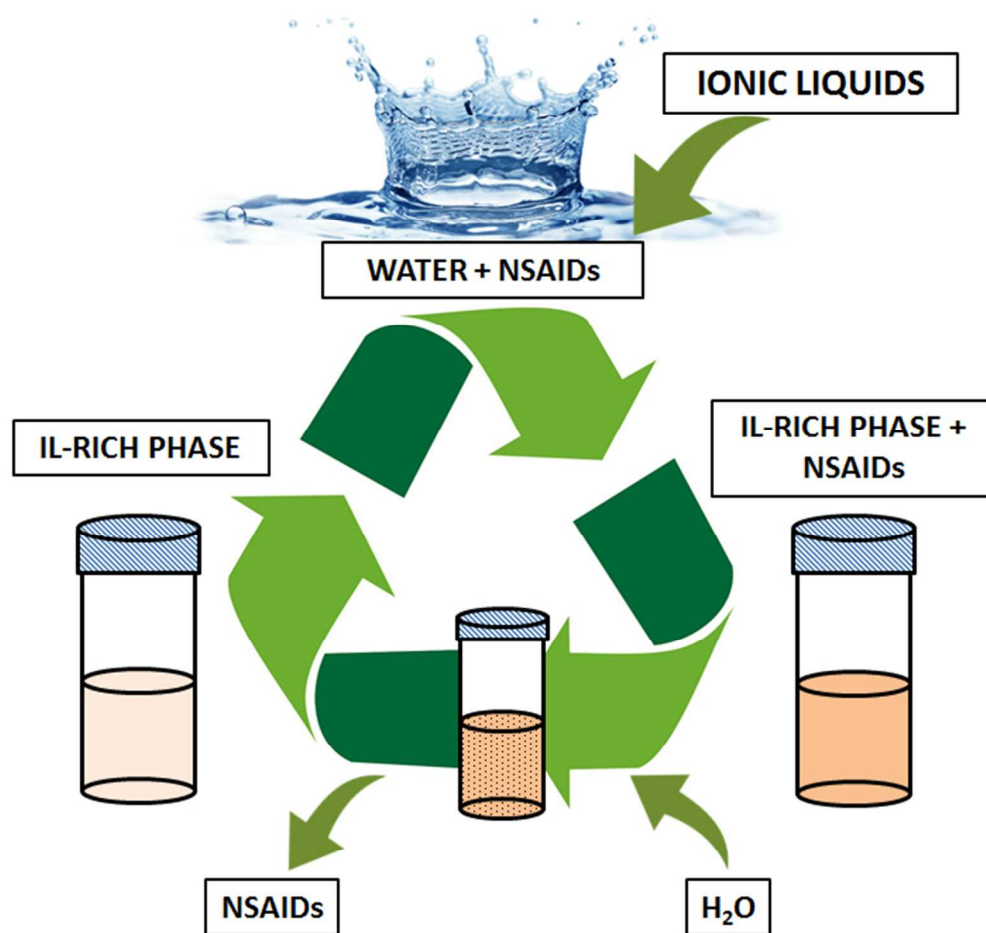 IONIC LIQUIDS
WATER + NSAIDs
IL-RICH PHASE
IL-RICH PHASE +
NSAIDs
NSAIDs
H₂O